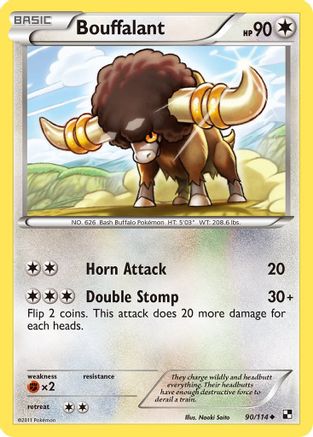 BASIC Bouffalant HP 90
NO. 626 Bash Buffalo Pokémon HT: 5'03" WT: 208.6 lbs.
Horn Attack 20
Double Stomp 30+
Flip 2 coins. This attack does 20 more damage for
each heads.
weakness resistance
×2
retreat
They charge wildly and headbutt
everything. Their headbutts
have enough destructive force to
derail a train.
©2011 Pokémon Illus. Naoki Saito 90/114 ◆